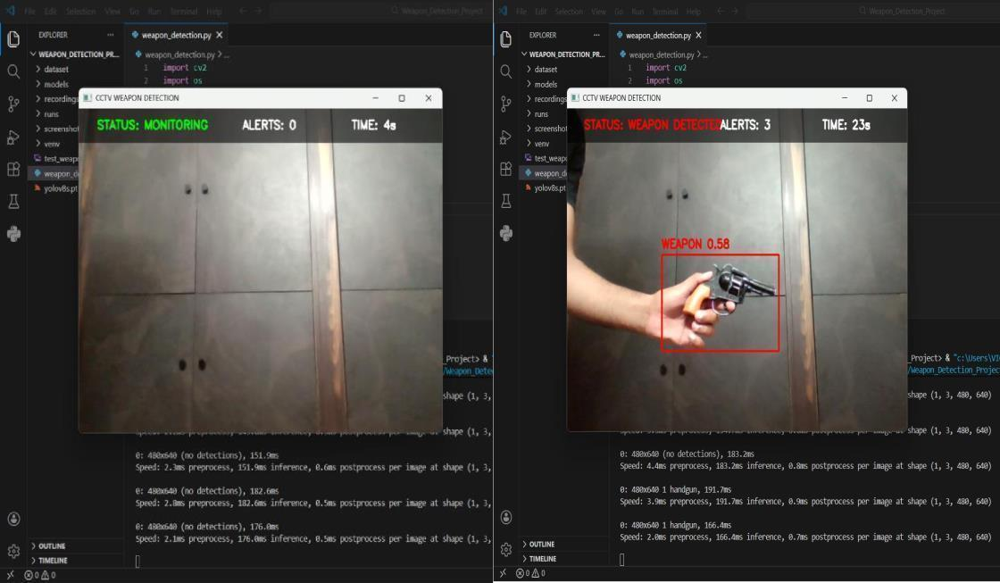 File Edit Selection View Go Run Terminal Help
Weapon_Detection_Project
EXPLORER
weapon_detection.py
WEAPON_DETECTION_PR...
weapon_detection.py > ...
dataset
1 import cv2
models
2 import os
recordings
runs
screenshot
venv
test_weapo
weapon_d
yolov8s.pt
CCTV WEAPON DETECTION
STATUS: MONITORING ALERTS: 0 TIME: 4s
_Project> &
/Weapon_Dete
shape (1, 3,
0: 480x640 (no detections), 151.9ms
Speed: 2.3ms preprocess, 151.9ms inference, 0.6ms postprocess per image at shape (1, 3,
0: 480x640 (no detections), 182.6ms
Speed: 2.8ms preprocess, 182.6ms inference, 0.5ms postprocess per image at shape (1, 3,
0: 480x640 (no detections), 176.0ms
Speed: 2.1ms preprocess, 176.0ms inference, 0.5ms postprocess per image at shape (1, 3,
OUTLINE
TIMELINE
0 0
File Edit Selection View Go Run Terminal Help
Weapon_Detection_Project
EXPLORER
weapon_detection.py
WEAPON_DETECTION_PR...
weapon_detection.py > ...
dataset
1 import cv2
models
2 import os
recordings
runs
screenshot
venv
test_weapo
weapon_d
yolov8s.pt
CCTV WEAPON DETECTION
STATUS: WEAPON DETECTED ALERTS: 3 TIME: 23s
WEAPON 0.58
_Project> & "c:\Users\VI
/Weapon_Detection_Projec
shape (1, 3, 480, 640)
0: 480x640 (no detections), 183.2ms
Speed: 4.4ms preprocess, 183.2ms inference, 0.8ms postprocess per image at shape (1, 3, 480, 640)
0: 480x640 1 handgun, 191.7ms
Speed: 3.9ms preprocess, 191.7ms inference, 0.9ms postprocess per image at shape (1, 3, 480, 640)
0: 480x640 1 handgun, 166.4ms
Speed: 2.0ms preprocess, 166.4ms inference, 0.7ms postprocess per image at shape (1, 3, 480, 640)
OUTLINE
TIMELINE
0 0